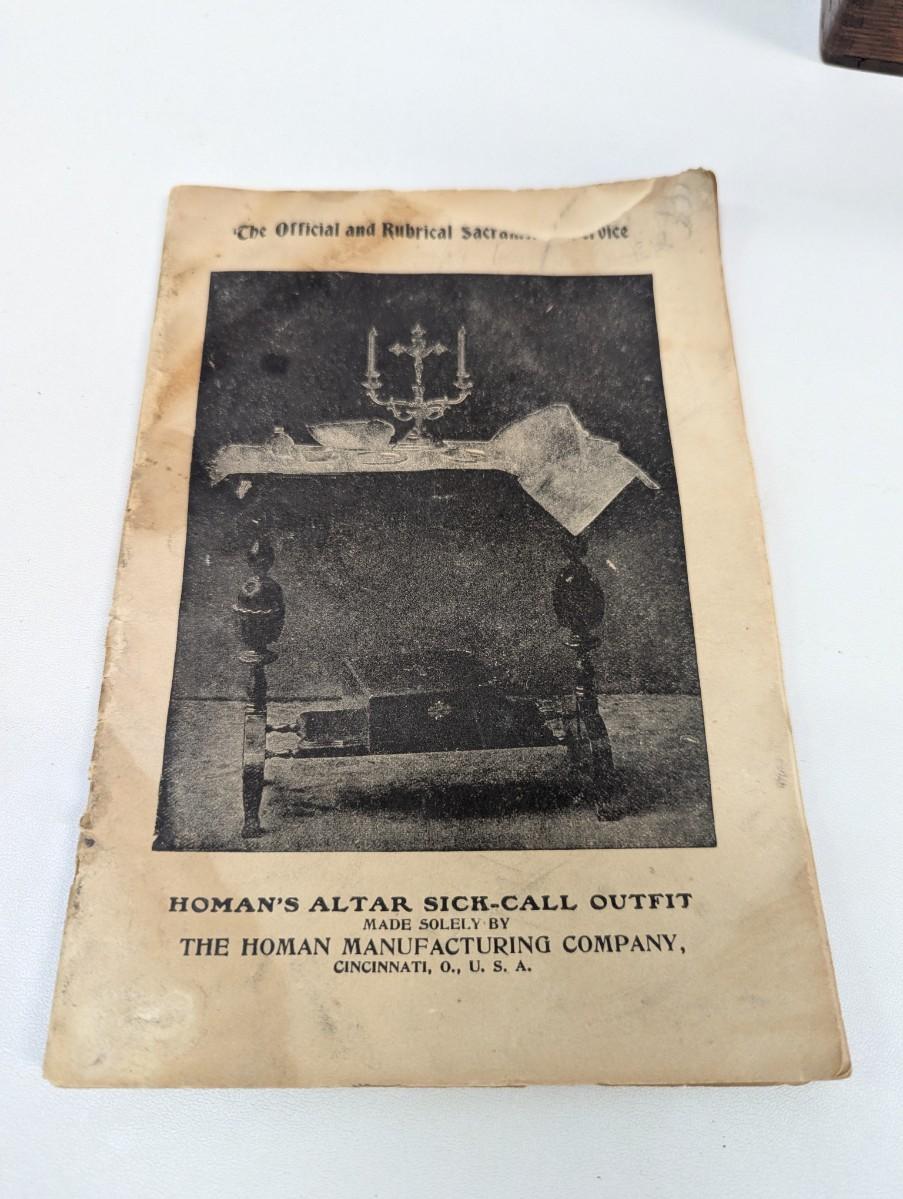 The Official and Rubrical
HOMAN'S ALTAR SICK-CALL OUTFIT
MADE SOLELY BY
THE HOMAN MANUFACTURING COMPANY,
CINCINNATI, O., U. S. A.